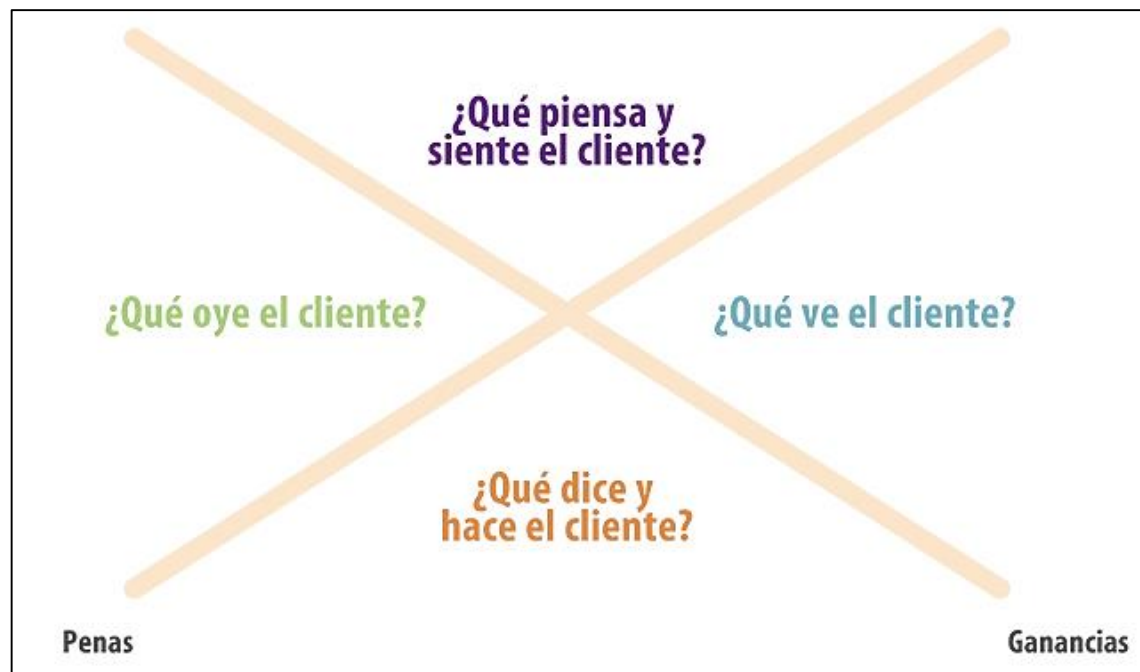 ¿Qué piensa y
siente el cliente?
¿Qué oye el cliente?
¿Qué ve el cliente?
¿Qué dice y
hace el cliente?
Penas
Ganancias